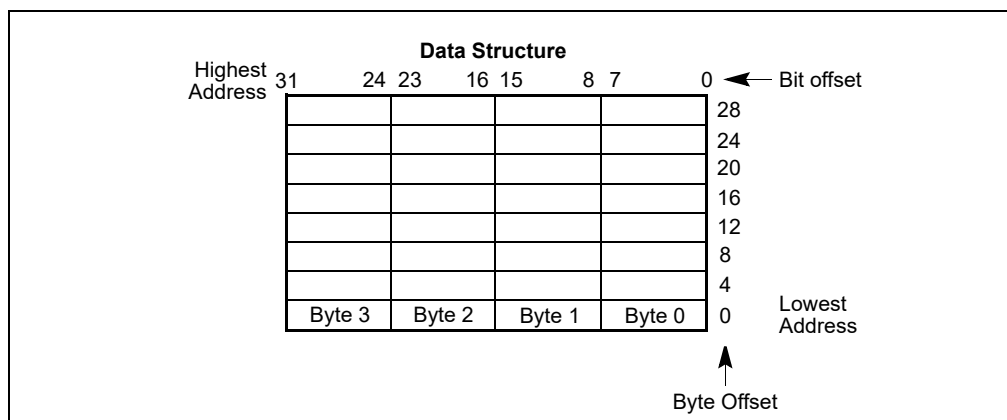 Data Structure
Highest
Address
31 24 23 16 15 8 7 0
Bit offset
28
24
20
16
12
8
4
Byte 3 Byte 2 Byte 1 Byte 0 0
Lowest
Address
Byte Offset